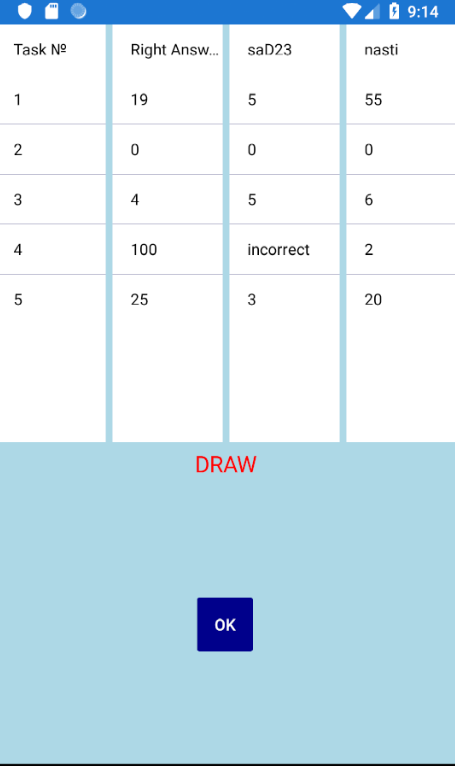 9:14
Task № Right Answ... saD23 nasti
1 19 5 55
2 0 0 0
3 4 5 6
4 100 incorrect 2
5 25 3 20
DRAW
OK